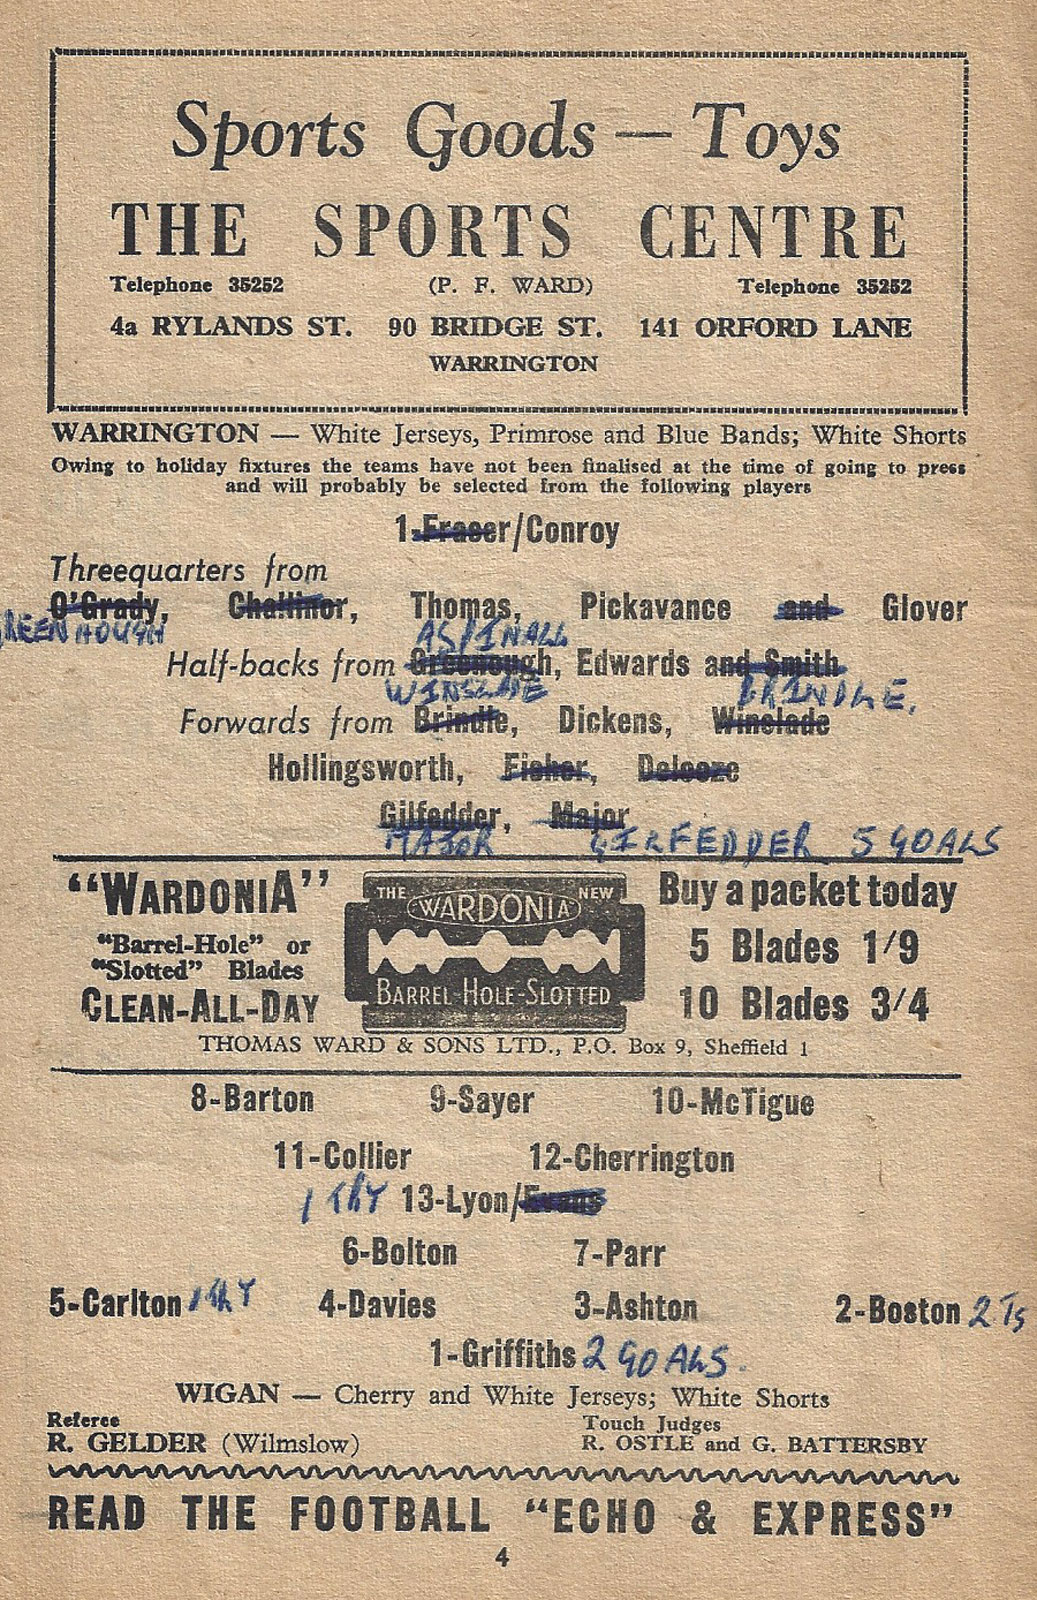 Sports Goods — Toys
THE SPORTS CENTRE
Telephone 35252 (P. F. WARD) Telephone 35252
4a RYLANDS ST. 90 BRIDGE ST. 141 ORFORD LANE
WARRINGTON
WARRINGTON — White Jerseys, Primrose and Blue Bands; White Shorts
Owing to holiday fixtures the teams have not been finalised at the time of going to press
and will probably be selected from the following players
1-Fraser/Conroy
Threequarters from
O'Grady, Challinor, Thomas, Pickavance and Glover
REENHOUGH ASPINALL
Half-backs from Greenough, Edwards and Smith
WINSLADE BRINDLE.
Forwards from Brindle, Dickens, Winslade
Hollingsworth, Fisher, Delooze
Gilfedder, Major
MAJOR GILFEDDER 5 GOALS
"WARDONIA"
"Barrel-Hole" or
"Slotted" Blades
CLEAN-ALL-DAY
THE NEW
WARDONIA
BARREL-HOLE-SLOTTED
Buy a packet today
5 Blades 1/9
10 Blades 3/4
THOMAS WARD & SONS LTD., P.O. Box 9, Sheffield 1
8-Barton 9-Sayer 10-McTigue
11-Collier 12-Cherrington
1 TRY 13-Lyon/Evans
6-Bolton 7-Parr
5-Carlton 1 TRY 4-Davies 3-Ashton 2-Boston 2.Ts
1-Griffiths 2 GOALS.
WIGAN — Cherry and White Jerseys; White Shorts
Referee Touch Judges
R. GELDER (Wilmslow) R. OSTLE and G. BATTERSBY
READ THE FOOTBALL "ECHO & EXPRESS"
4